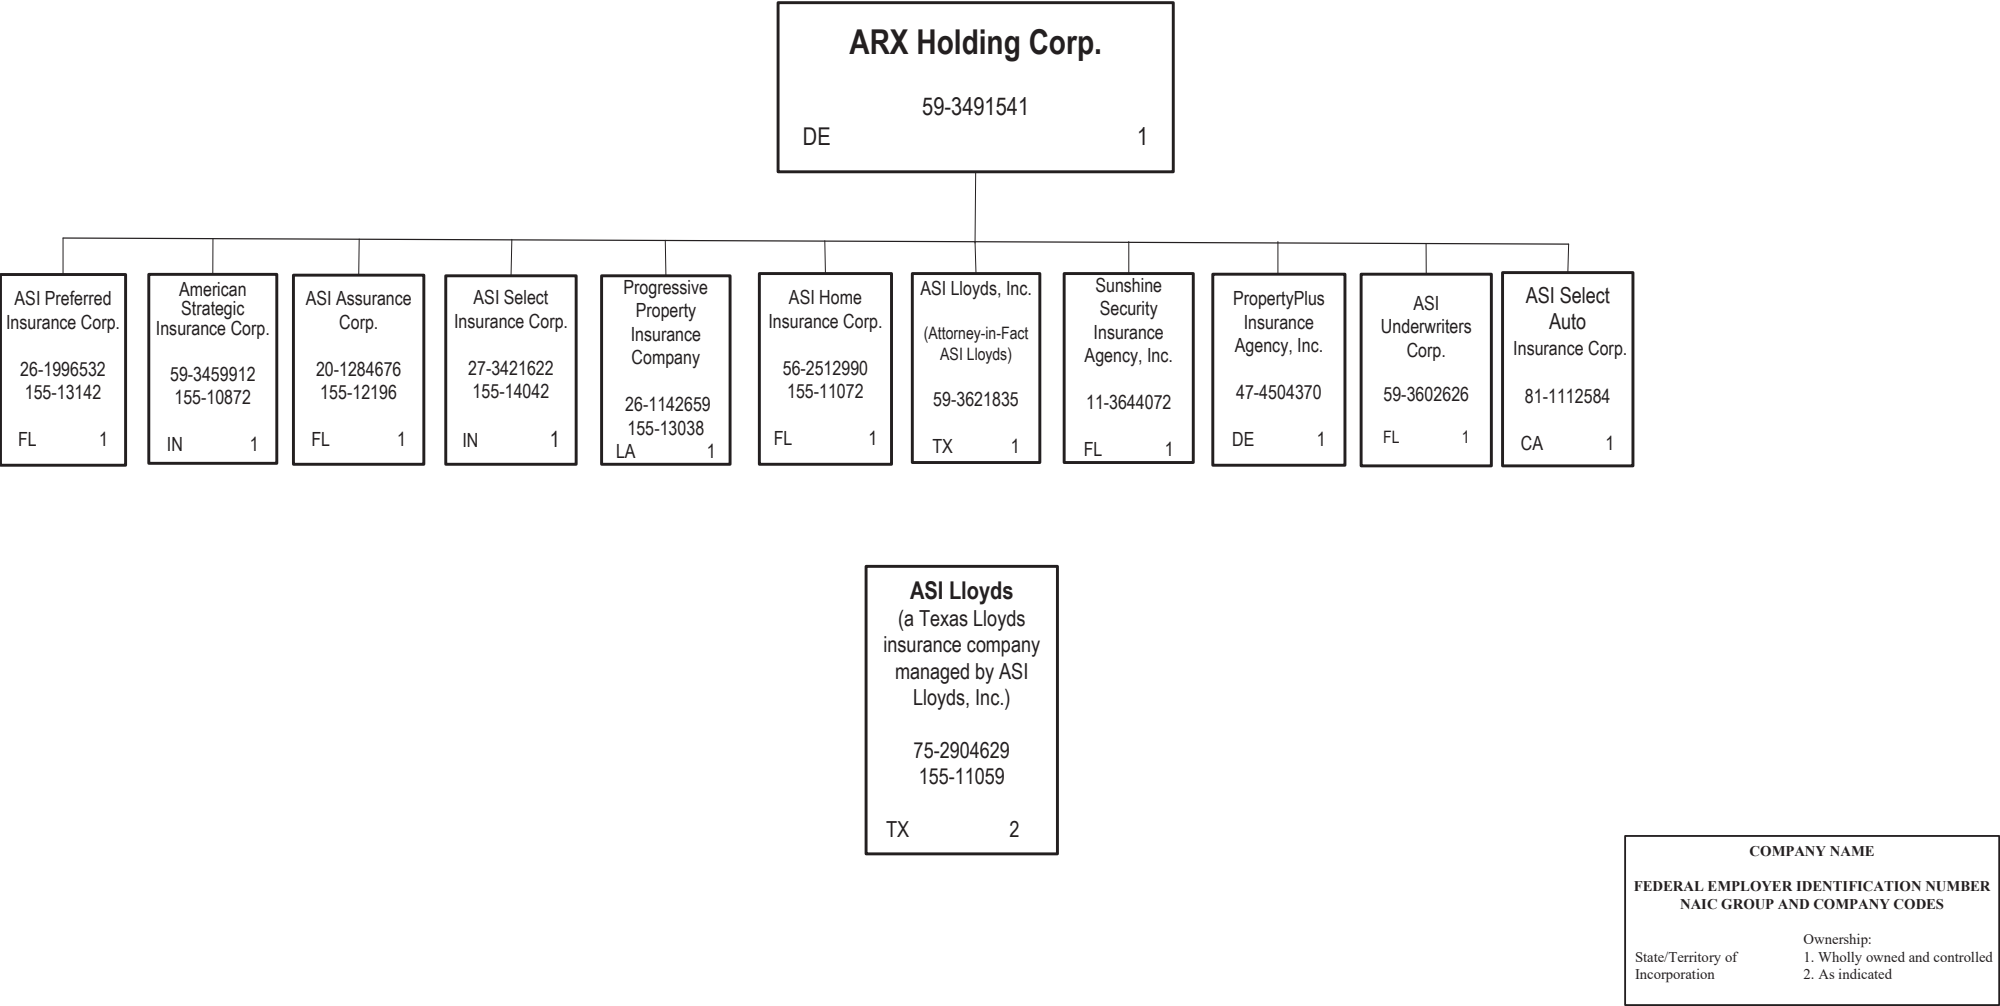 ARX Holding Corp.
59-3491541
DE 1
ASI Preferred
Insurance Corp.
26-1996532
155-13142
FL 1
American
Strategic
Insurance Corp.
59-3459912
155-10872
IN 1
ASI Assurance
Corp.
20-1284676
155-12196
FL 1
ASI Select
Insurance Corp.
27-3421622
155-14042
IN 1
Progressive
Property
Insurance
Company
26-1142659
155-13038
LA 1
ASI Home
Insurance Corp.
56-2512990
155-11072
FL 1
ASI Lloyds, Inc.
(Attorney-in-Fact
ASI Lloyds)
59-3621835
TX 1
Sunshine
Security
Insurance
Agency, Inc.
11-3644072
FL 1
PropertyPlus
Insurance
Agency, Inc.
47-4504370
DE 1
ASI
Underwriters
Corp.
59-3602626
FL 1
ASI Select
Auto
Insurance Corp.
81-1112584
CA 1
ASI Lloyds
(a Texas Lloyds
insurance company
managed by ASI
Lloyds, Inc.)
75-2904629
155-11059
TX 2
COMPANY NAME
FEDERAL EMPLOYER IDENTIFICATION NUMBER
NAIC GROUP AND COMPANY CODES
Ownership:
State/Territory of 1. Wholly owned and controlled
Incorporation 2. As indicated